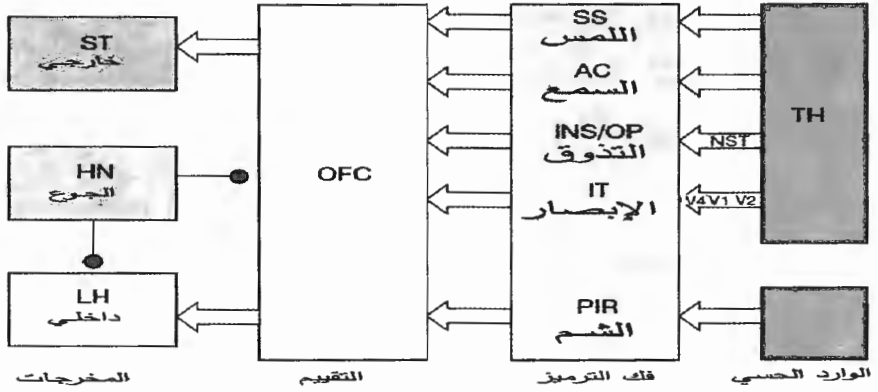 SS
اللمس
ST
خارجي
AC
السمع
TH
INS/OP
التذوق
NST
HN
الجوع
OFC
IT
الإبصار
V4 V1 V2
LH
داخلي
PIR
الشم
الوارد الحسي
فك الترميز
التقييم
المخرجات